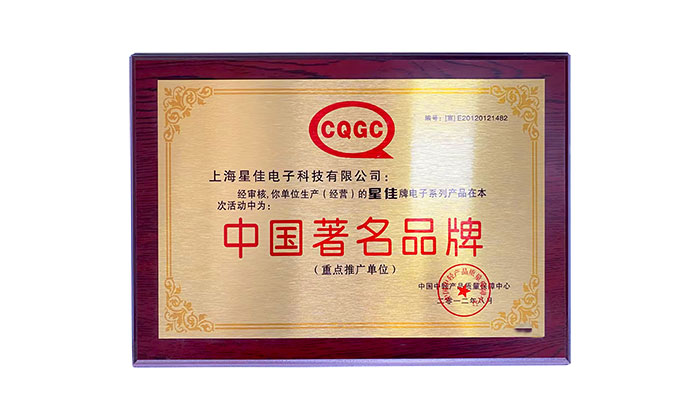 CQGC
编号：[宣]E20120121482
上海星佳电子科技有限公司：
经审核,你单位生产（经营）的星佳牌电子系列产品在本
次活动中为：
中国著名品牌
（重点推广单位）
中国中轻产品质量保障中心
二零一二年八月